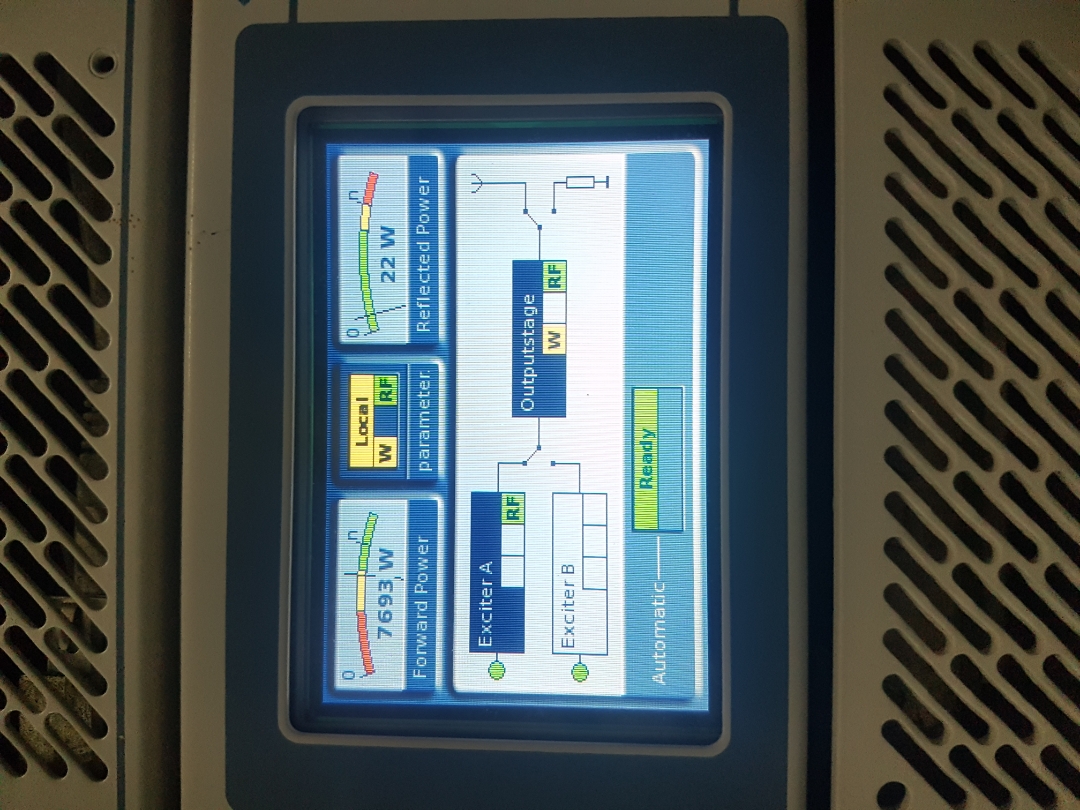 0 n
7693 W
Forward Power
Local
W RF
parameter.
0 n
22 W
Reflected Power
Exciter A
RF
Exciter B
Outputstage
W RF
Automatic
Ready